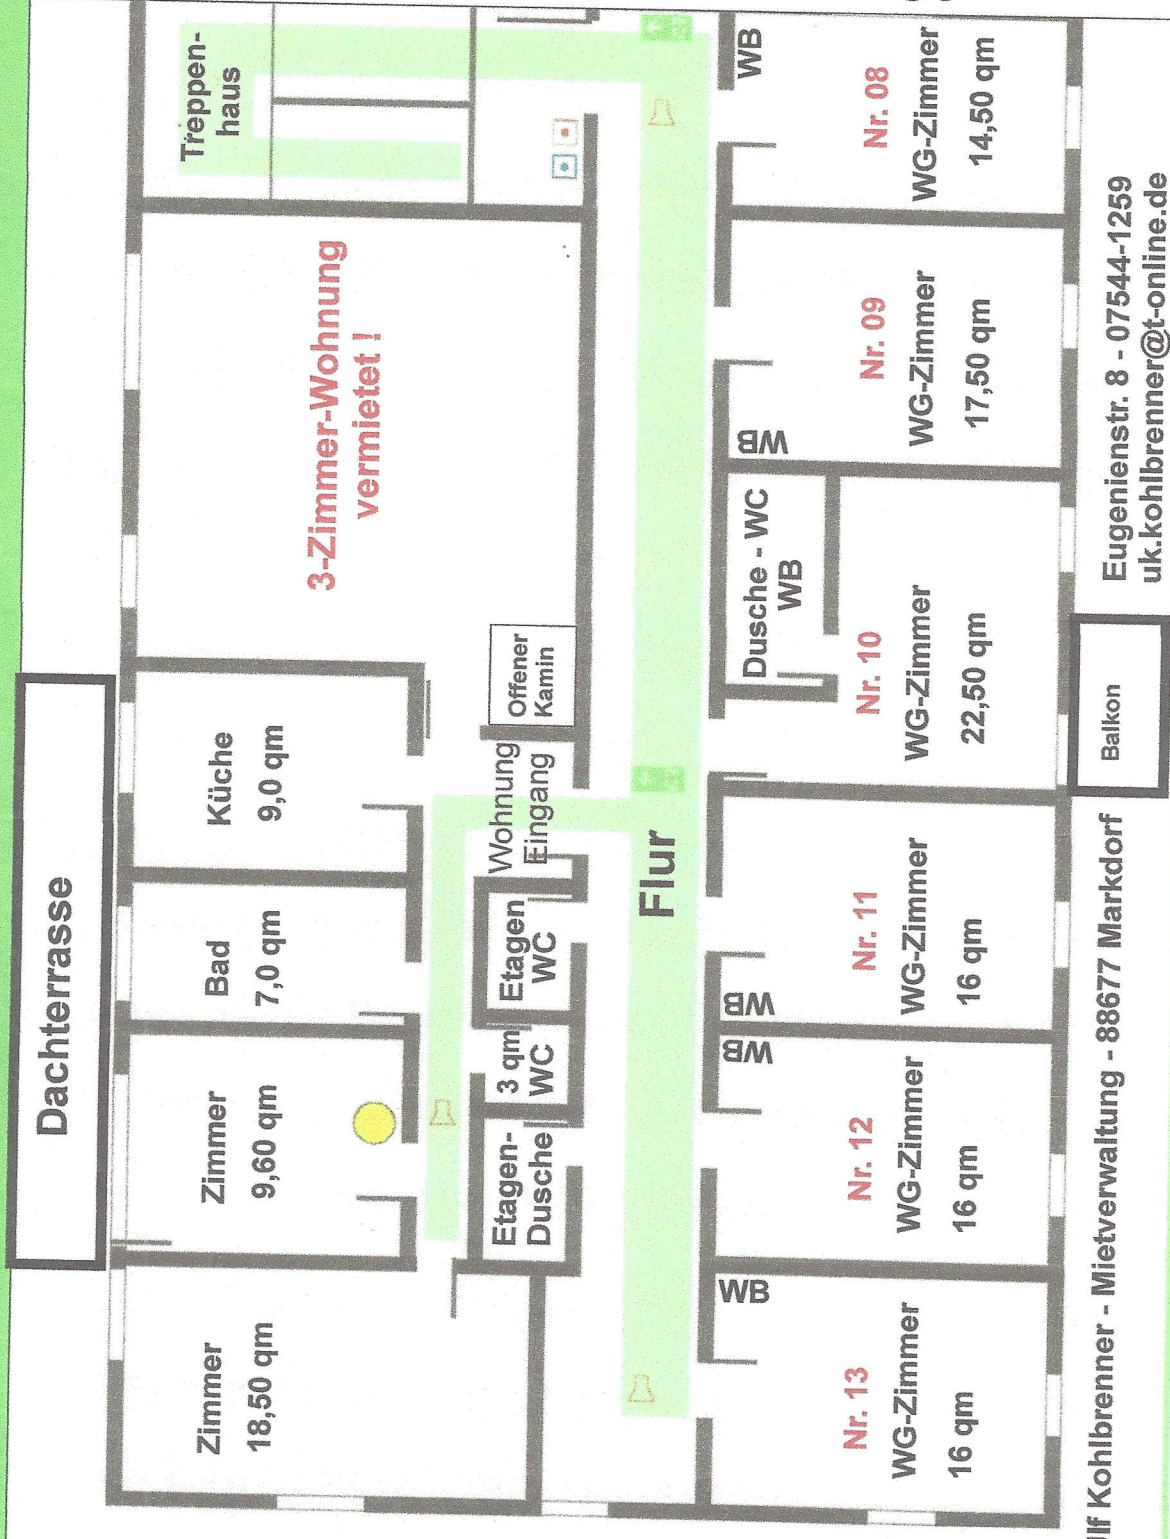 Dachterrasse
Zimmer
18,50 qm
Zimmer
9,60 qm
Bad
7,0 qm
Küche
9,0 qm
3-Zimmer-Wohnung
vermietet !
Treppen-
haus
Etagen-
Dusche
3 qm
WC
Etagen
WC
Wohnung
Eingang
Offener
Kamin
Flur
WB
Nr. 13
WG-Zimmer
16 qm
WB
Nr. 12
WG-Zimmer
16 qm
WB
Nr. 11
WG-Zimmer
16 qm
Dusche - WC
WB
Nr. 10
WG-Zimmer
22,50 qm
WB
Nr. 09
WG-Zimmer
17,50 qm
WB
Nr. 08
WG-Zimmer
14,50 qm
Balkon
Kohlbrenner - Mietverwaltung - 88677 Markdorf
Eugenienstr. 8 - 07544-1259
uk.kohlbrenner@t-online.de